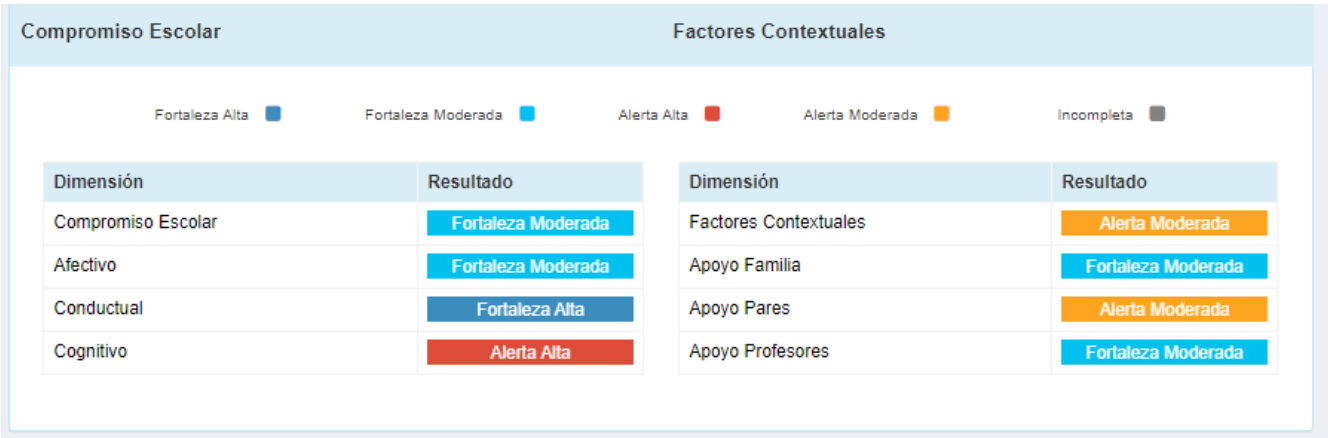 Compromiso Escolar Factores Contextuales
Fortaleza Alta Fortaleza Moderada Alerta Alta Alerta Moderada Incompleta
Dimensión Resultado Dimensión Resultado
Compromiso Escolar Fortaleza Moderada Factores Contextuales Alerta Moderada
Afectivo Fortaleza Moderada Apoyo Familia Fortaleza Moderada
Conductual Fortaleza Alta Apoyo Pares Alerta Moderada
Cognitivo Alerta Alta Apoyo Profesores Fortaleza Moderada